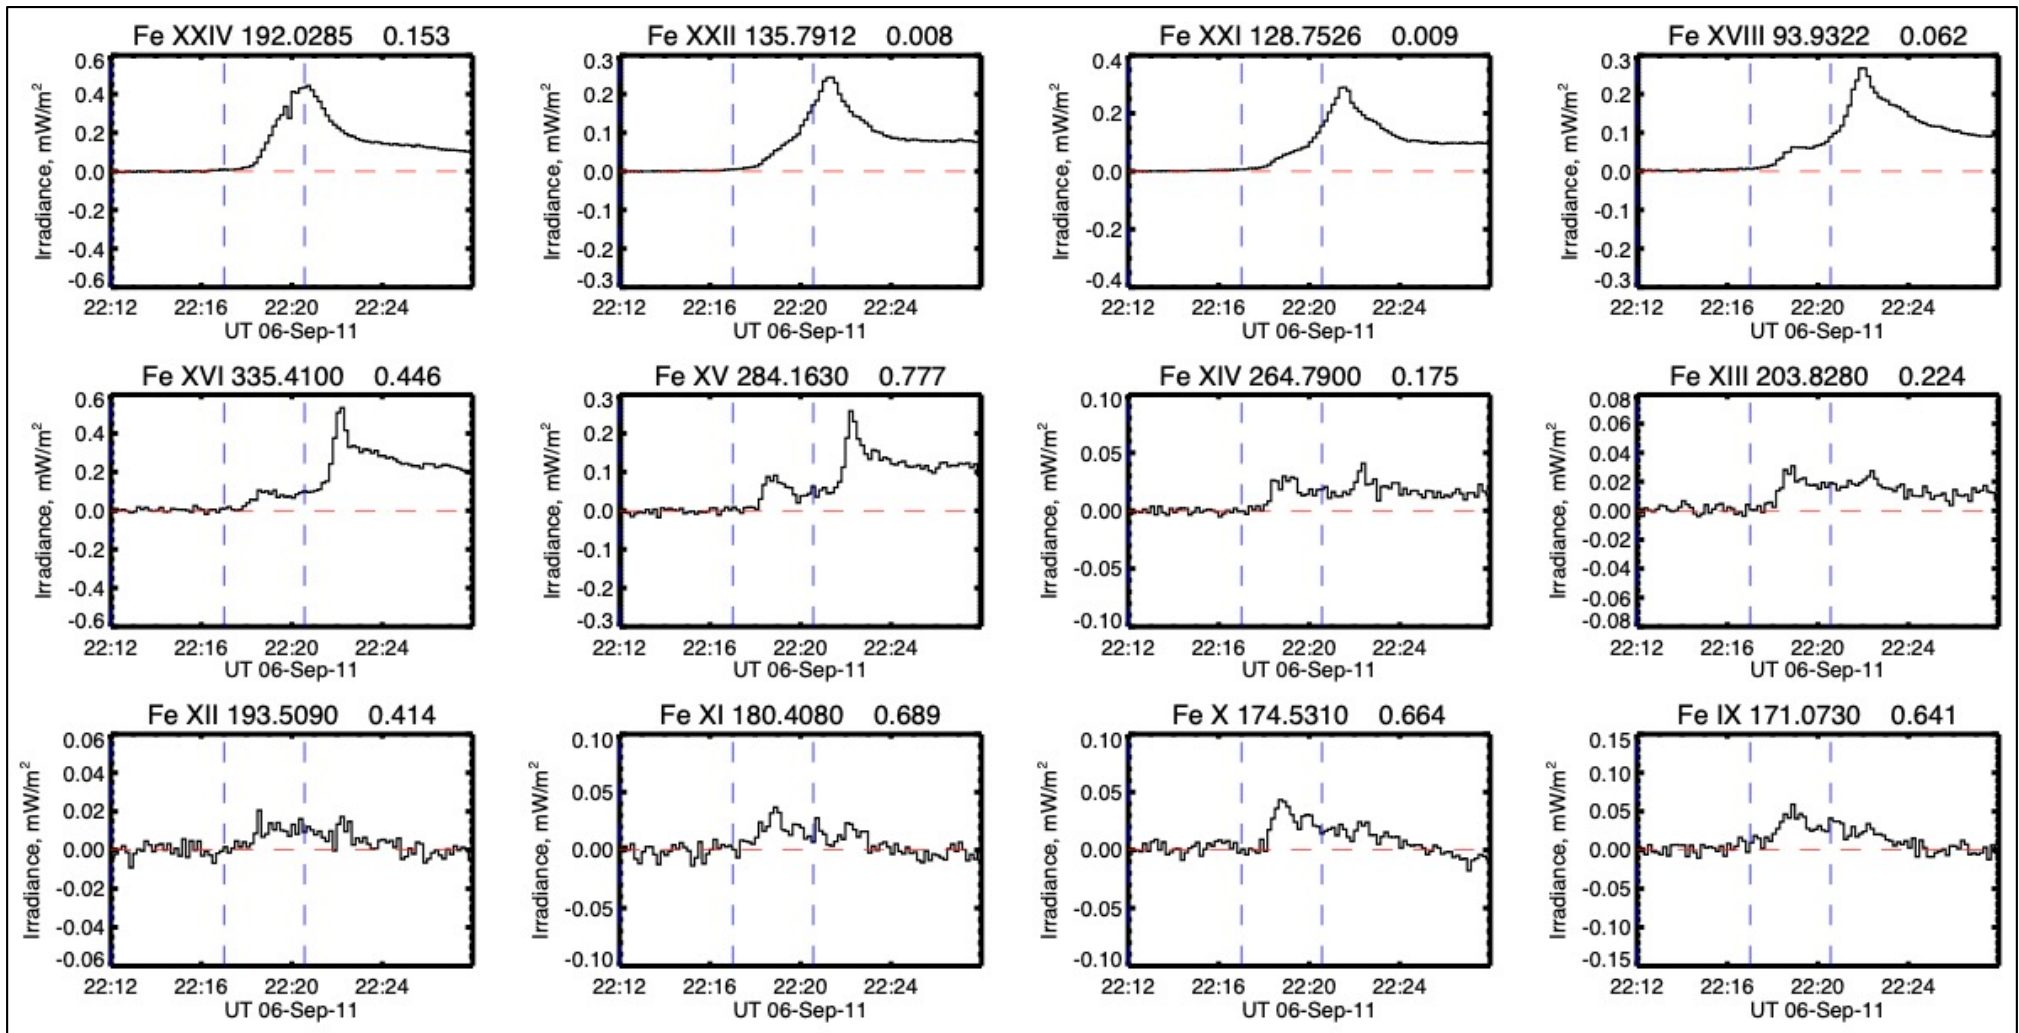 Fe XXIV 192.0285 0.153
0.6
0.4
0.2
0.0
-0.2
-0.4
-0.6
Irradiance, mW/m²
22:12 22:16 22:20 22:24
UT 06-Sep-11
Fe XXII 135.7912 0.008
0.3
0.2
0.1
0.0
-0.1
-0.2
-0.3
Irradiance, mW/m²
22:12 22:16 22:20 22:24
UT 06-Sep-11
Fe XXI 128.7526 0.009
0.4
0.2
0.0
-0.2
-0.4
Irradiance, mW/m²
22:12 22:16 22:20 22:24
UT 06-Sep-11
Fe XVIII 93.9322 0.062
0.3
0.2
0.1
0.0
-0.1
-0.2
-0.3
Irradiance, mW/m²
22:12 22:16 22:20 22:24
UT 06-Sep-11
Fe XVI 335.4100 0.446
0.6
0.4
0.2
0.0
-0.2
-0.4
-0.6
Irradiance, mW/m²
22:12 22:16 22:20 22:24
UT 06-Sep-11
Fe XV 284.1630 0.777
0.3
0.2
0.1
0.0
-0.1
-0.2
-0.3
Irradiance, mW/m²
22:12 22:16 22:20 22:24
UT 06-Sep-11
Fe XIV 264.7900 0.175
0.10
0.05
0.00
-0.05
-0.10
Irradiance, mW/m²
22:12 22:16 22:20 22:24
UT 06-Sep-11
Fe XIII 203.8280 0.224
0.08
0.06
0.04
0.02
0.00
-0.02
-0.04
-0.06
-0.08
Irradiance, mW/m²
22:12 22:16 22:20 22:24
UT 06-Sep-11
Fe XII 193.5090 0.414
0.06
0.04
0.02
0.00
-0.02
-0.04
-0.06
Irradiance, mW/m²
22:12 22:16 22:20 22:24
UT 06-Sep-11
Fe XI 180.4080 0.689
0.10
0.05
0.00
-0.05
-0.10
Irradiance, mW/m²
22:12 22:16 22:20 22:24
UT 06-Sep-11
Fe X 174.5310 0.664
0.10
0.05
0.00
-0.05
-0.10
Irradiance, mW/m²
22:12 22:16 22:20 22:24
UT 06-Sep-11
Fe IX 171.0730 0.641
0.15
0.10
0.05
0.00
-0.05
-0.10
-0.15
Irradiance, mW/m²
22:12 22:16 22:20 22:24
UT 06-Sep-11